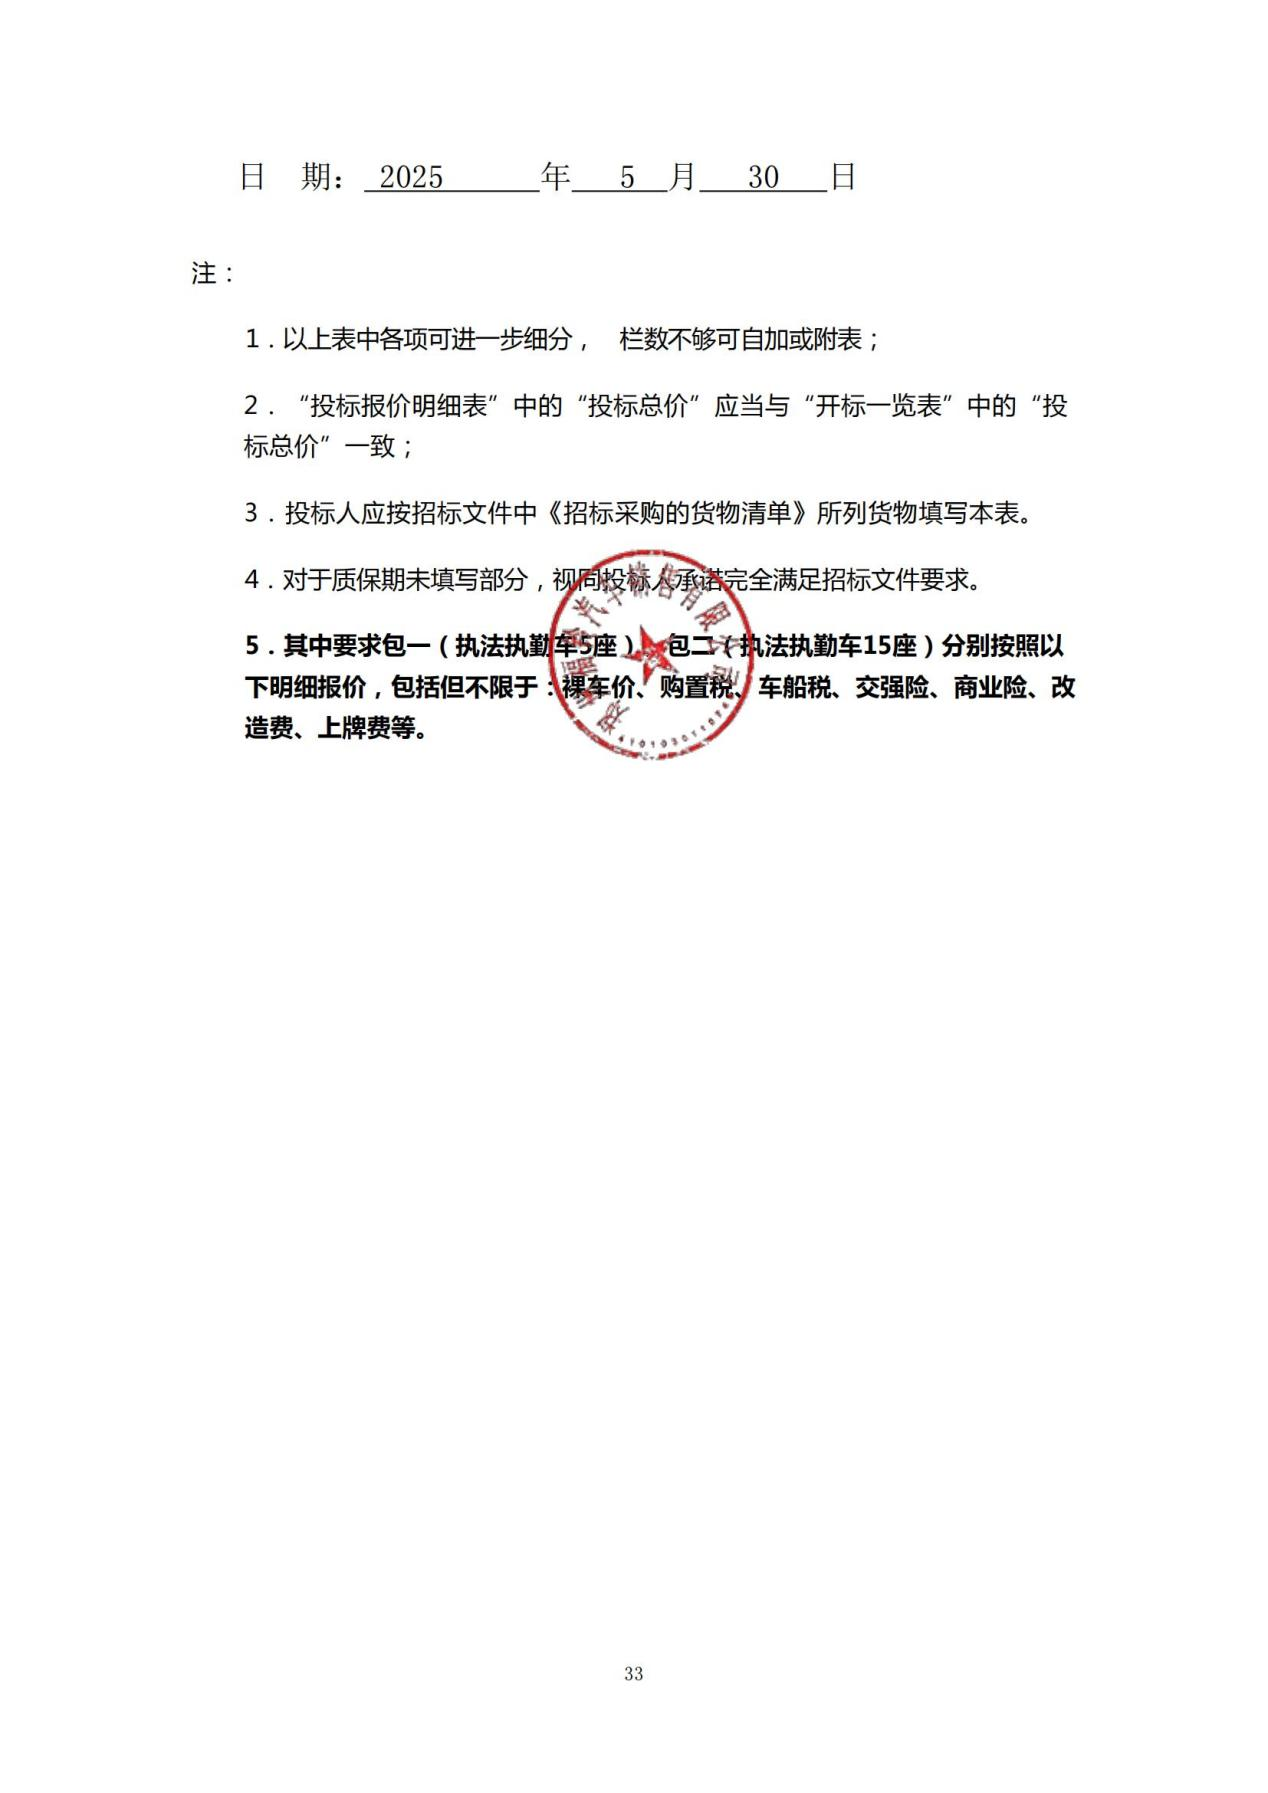 日 期： 2025 年 5 月 30 日
注：
1．以上表中各项可进一步细分， 栏数不够可自加或附表；
2．“投标报价明细表”中的“投标总价”应当与“开标一览表”中的“投
标总价”一致；
3．投标人应按招标文件中《招标采购的货物清单》所列货物填写本表。
4．对于质保期未填写部分，视同投标人承诺完全满足招标文件要求。
5．其中要求包一（执法执勤车5座）、包二（执法执勤车15座）分别按照以
下明细报价，包括但不限于：裸车价、购置税、车船税、交强险、商业险、改
造费、上牌费等。
汽车销售有限公司
33